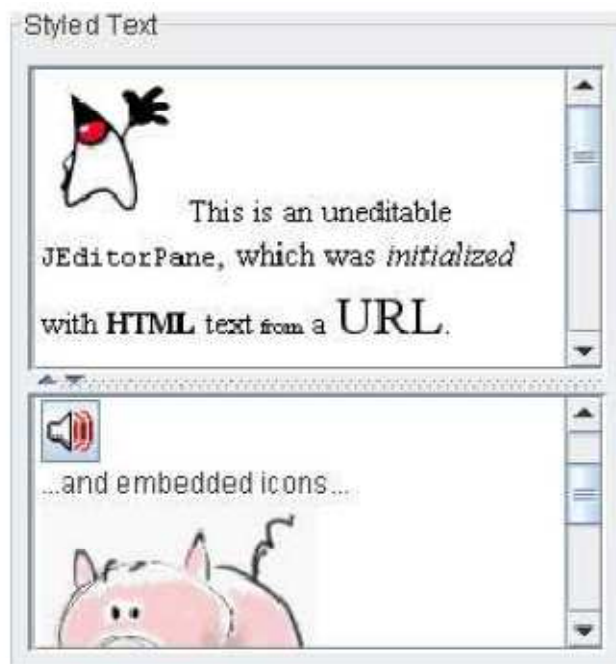 Styled Text
This is an uneditable
JEditorPane, which was initialized
with HTML text from a URL.
...and embedded icons...